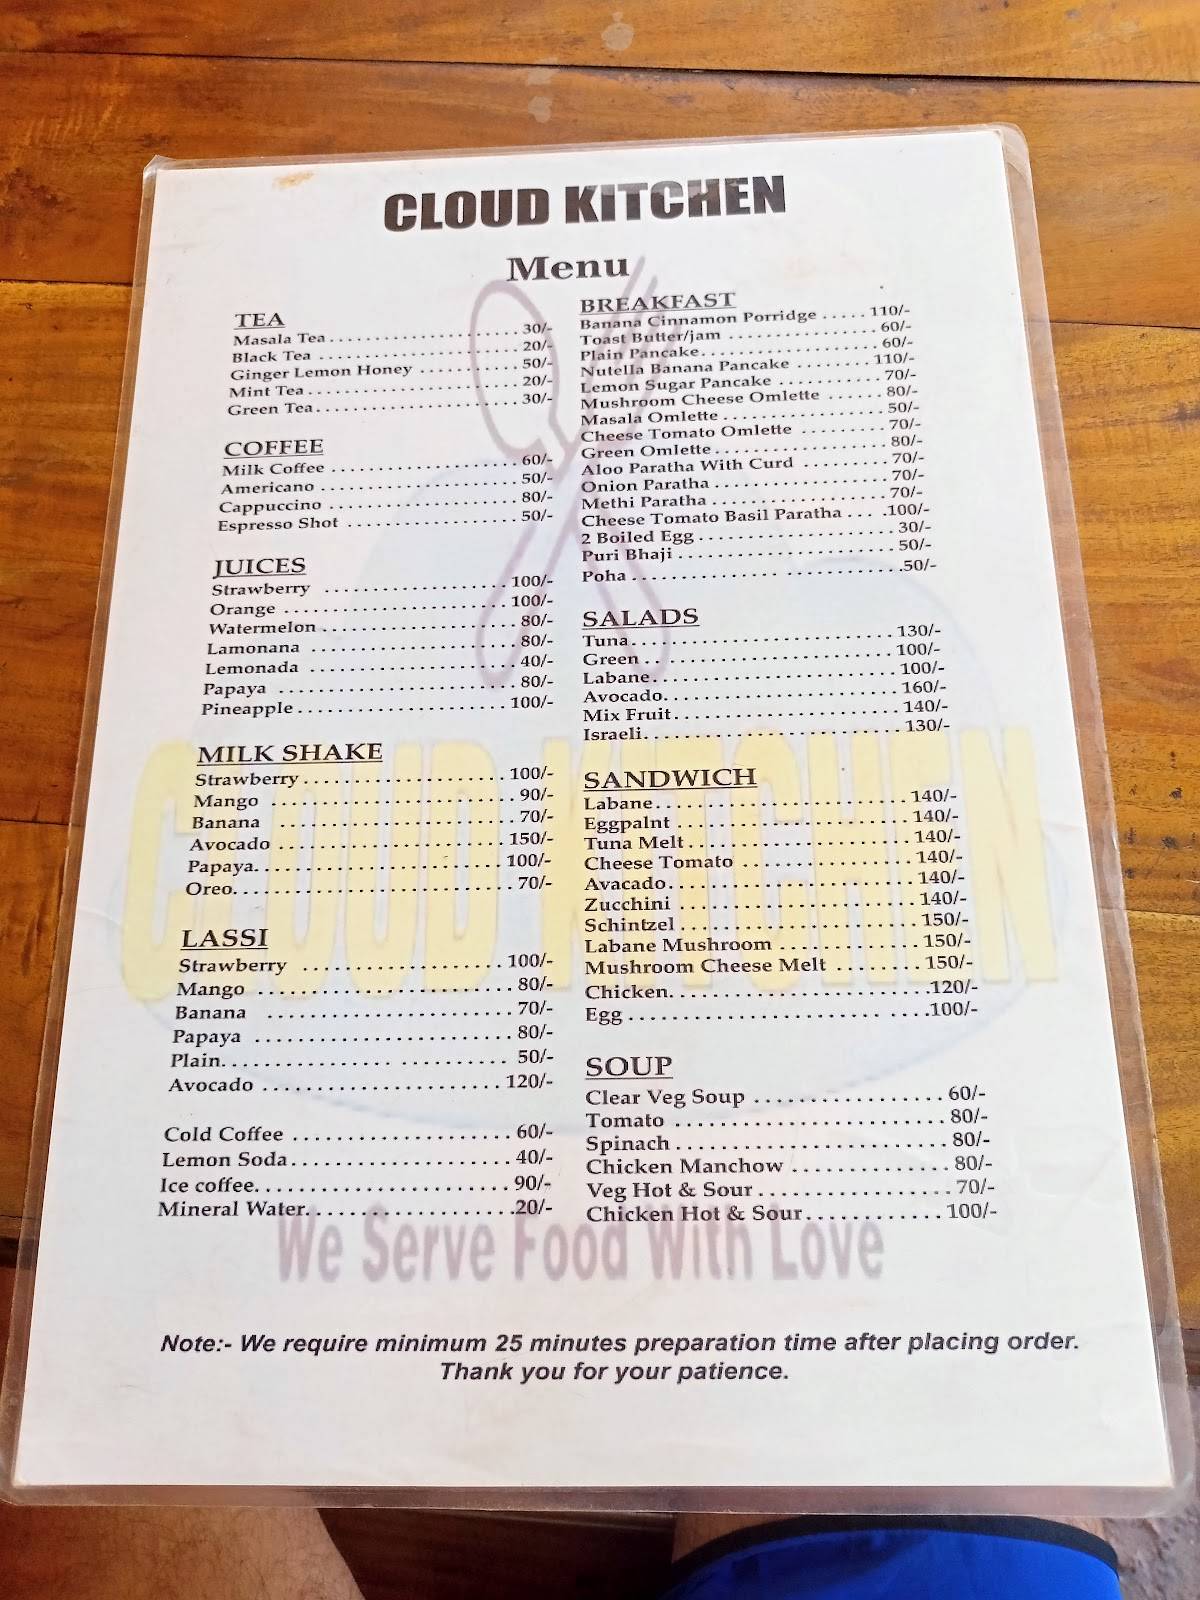 CLOUD KITCHEN
Menu
TEA
Masala Tea 30/-
Black Tea 20/-
Ginger Lemon Honey 50/-
Mint Tea 20/-
Green Tea 30/-
COFFEE
Milk Coffee 60/-
Americano 50/-
Cappuccino 80/-
Espresso Shot 50/-
JUICES
Strawberry 100/-
Orange 100/-
Watermelon 80/-
Lamonana 80/-
Lemonada 40/-
Papaya 80/-
Pineapple 100/-
MILK SHAKE
Strawberry 100/-
Mango 90/-
Banana 70/-
Avocado 150/-
Papaya 100/-
Oreo 70/-
LASSI
Strawberry 100/-
Mango 80/-
Banana 70/-
Papaya 80/-
Plain 50/-
Avocado 120/-
Cold Coffee 60/-
Lemon Soda 40/-
Ice coffee 90/-
Mineral Water 20/-
BREAKFAST
Banana Cinnamon Porridge 110/-
Toast Butter/jam 60/-
Plain Pancake 60/-
Nutella Banana Pancake 110/-
Lemon Sugar Pancake 70/-
Mushroom Cheese Omlette 80/-
Masala Omlette 50/-
Cheese Tomato Omlette 70/-
Green Omlette 80/-
Aloo Paratha With Curd 70/-
Onion Paratha 70/-
Methi Paratha 70/-
Cheese Tomato Basil Paratha 100/-
2 Boiled Egg 30/-
Puri Bhaji 50/-
Poha 50/-
SALADS
Tuna 130/-
Green 100/-
Labane 100/-
Avocado 160/-
Mix Fruit 140/-
Israeli 130/-
SANDWICH
Labane 140/-
Eggpalnt 140/-
Tuna Melt 140/-
Cheese Tomato 140/-
Avacado 140/-
Zucchini 140/-
Schintzel 150/-
Labane Mushroom 150/-
Mushroom Cheese Melt 150/-
Chicken 120/-
Egg 100/-
SOUP
Clear Veg Soup 60/-
Tomato 80/-
Spinach 80/-
Chicken Manchow 80/-
Veg Hot & Sour 70/-
Chicken Hot & Sour 100/-
CLOUD KITCHEN
We Serve Food With Love
Note:- We require minimum 25 minutes preparation time after placing order.
Thank you for your patience.